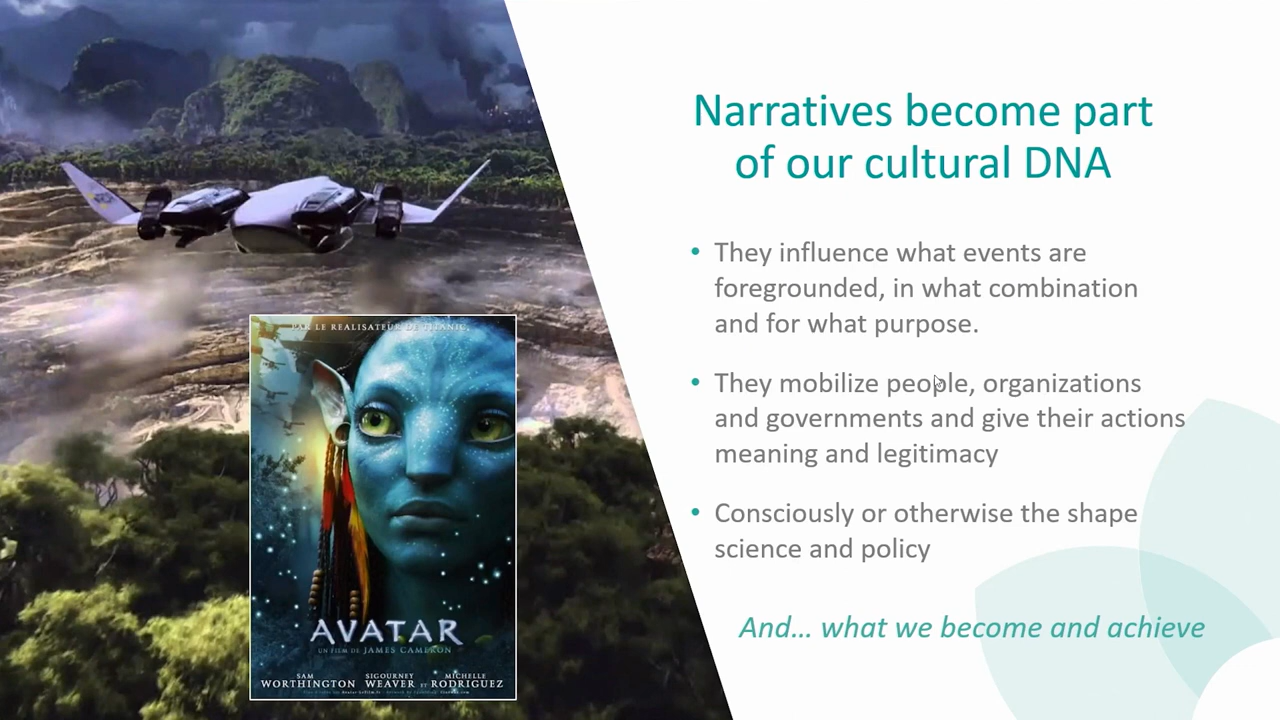 Narratives become part
of our cultural DNA
• They influence what events are
foregrounded, in what combination
and for what purpose.
• They mobilize people, organizations
and governments and give their actions
meaning and legitimacy
• Consciously or otherwise the shape
science and policy
And... what we become and achieve
PAR LE REALISATEUR DE TITANIC,
AVATAR
UN FILM DE JAMES CAMERON
SAM WORTHINGTON SIGOURNEY WEAVER ET MICHELLE RODRIGUEZ